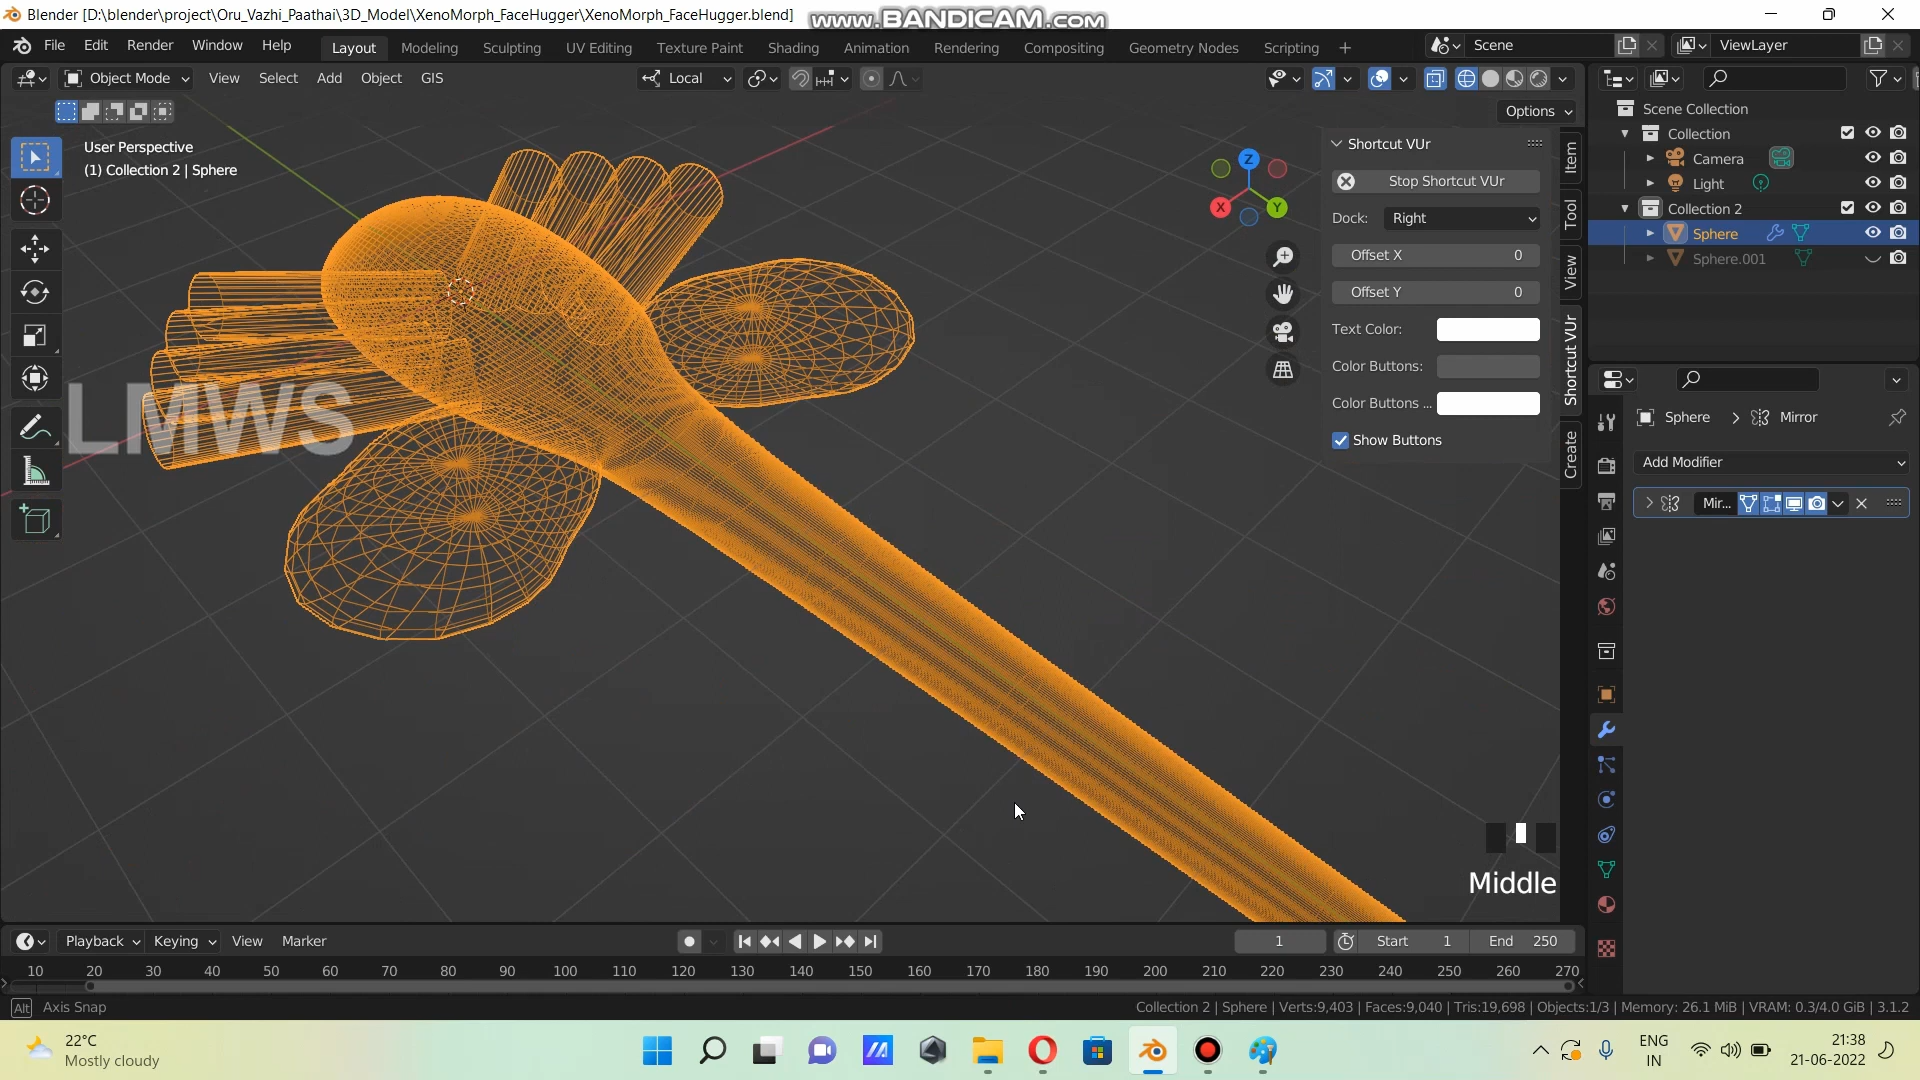 Blender [D:\blender\project\Oru_Vazhi_Paathai\3D_Model\XenoMorph_FaceHugger\XenoMorph_FaceHugger.blend]
www.BANDICAM.com
File Edit Render Window Help Layout Modeling Sculpting UV Editing Texture Paint Shading Animation Rendering Compositing Geometry Nodes Scripting + Scene ViewLayer
Object Mode View Select Add Object GIS Local
Options
User Perspective
(1) Collection 2 | Sphere
Z
X
Y
Shortcut VUr
Stop Shortcut VUr
Dock: Right
Offset X 0
Offset Y 0
Text Color:
Color Buttons:
Color Buttons ...
Show Buttons
Item
Tool
View
Shortcut VUr
Create
Scene Collection
Collection
Camera
Light
Collection 2
Sphere
Sphere.001
Sphere > Mirror
Add Modifier
Mir...
LMWS
Middle
Playback Keying View Marker 1 Start 1 End 250
10 20 30 40 50 60 70 80 90 100 110 120 130 140 150 160 170 180 190 200 210 220 230 240 250 260 270
Alt Axis Snap
Collection 2 | Sphere | Verts:9,403 | Faces:9,040 | Tris:19,698 | Objects:1/3 | Memory: 26.1 MiB | VRAM: 0.3/4.0 GiB | 3.1.2
22°C
Mostly cloudy
ENG
IN
21:38
21-06-2022